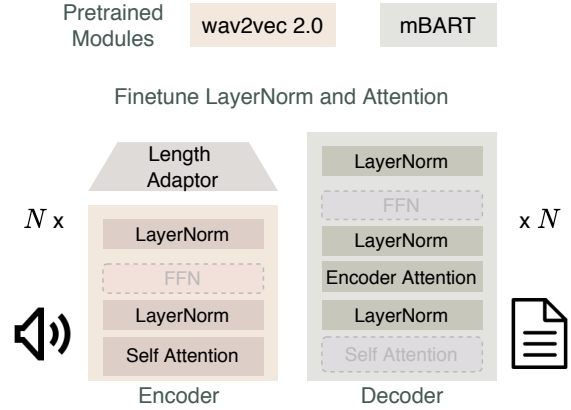 Pretrained
Modules
wav2vec 2.0
mBART
Finetune LayerNorm and Attention
Length
Adaptor
N x
LayerNorm
FFN
LayerNorm
Self Attention
Encoder
LayerNorm
FFN
LayerNorm
Encoder Attention
LayerNorm
Self Attention
Decoder
x N